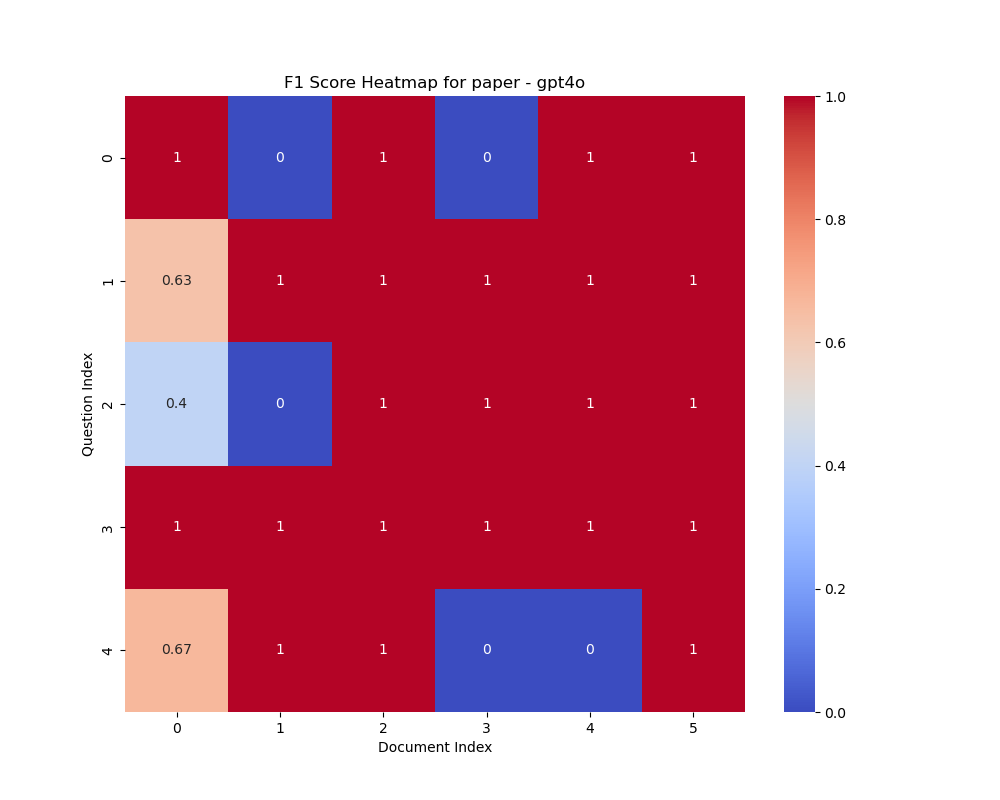 F1 Score Heatmap for paper - gpt4o
1 0 1 0 1 1
0.63 1 1 1 1 1
0.4 0 1 1 1 1
1 1 1 1 1 1
0.67 1 1 0 0 1
0
1
2
3
4
Question Index
0 1 2 3 4 5
Document Index
1.0
0.8
0.6
0.4
0.2
0.0